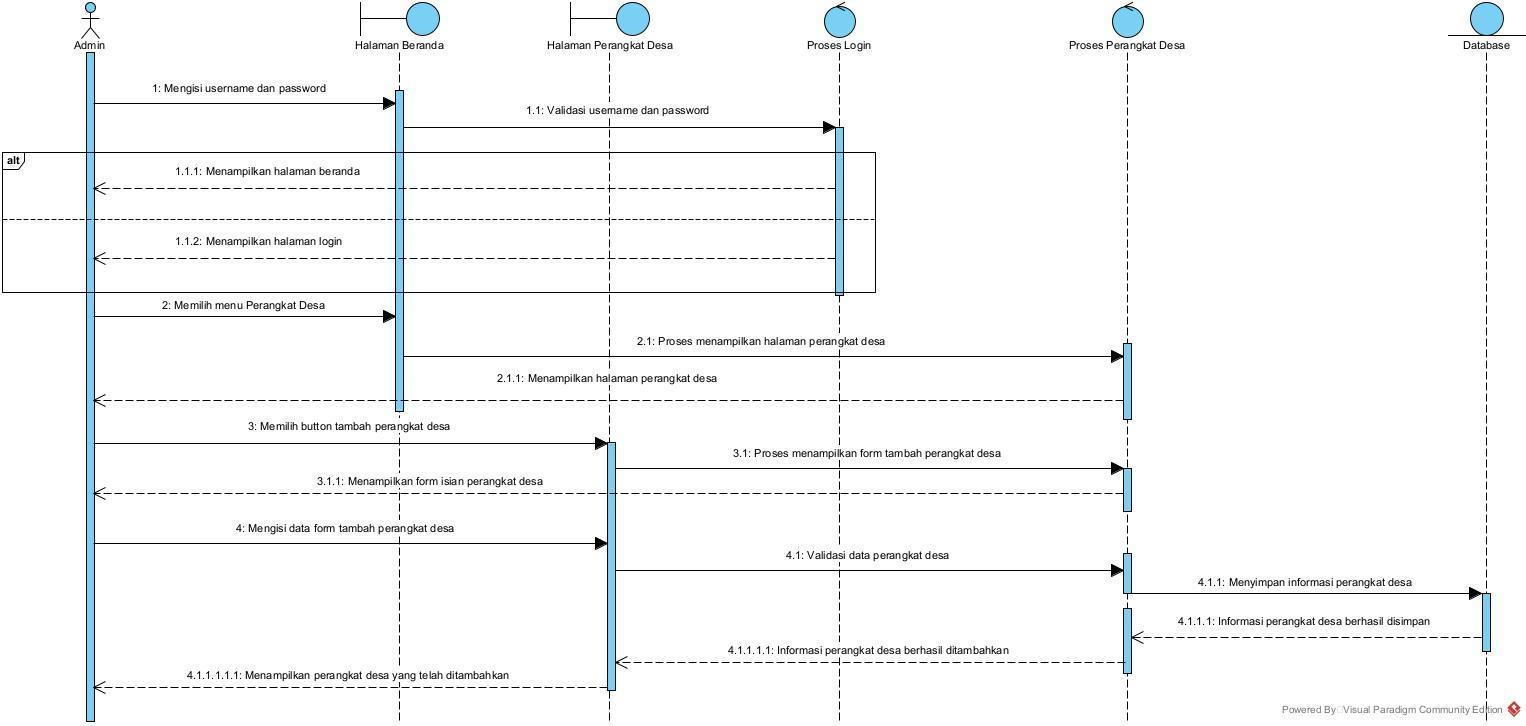 Admin
Halaman Beranda
Halaman Perangkat Desa
Proses Login
Proses Perangkat Desa
Database
1: Mengisi username dan password
1.1: Validasi username dan password
alt
1.1.1: Menampilkan halaman beranda
1.1.2: Menampilkan halaman login
2: Memilih menu Perangkat Desa
2.1: Proses menampilkan halaman perangkat desa
2.1.1: Menampilkan halaman perangkat desa
3: Memilih button tambah perangkat desa
3.1: Proses menampilkan form tambah perangkat desa
3.1.1: Menampilkan form isian perangkat desa
4: Mengisi data form tambah perangkat desa
4.1: Validasi data perangkat desa
4.1.1: Menyimpan informasi perangkat desa
4.1.1.1: Informasi perangkat desa berhasil disimpan
4.1.1.1.1: Informasi perangkat desa berhasil ditambahkan
4.1.1.1.1.1: Menampilkan perangkat desa yang telah ditambahkan
Powered By Visual Paradigm Community Edition